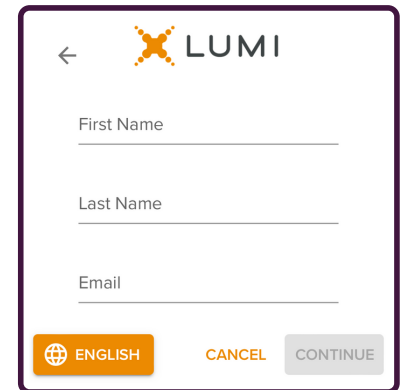 LUMI
First Name
Last Name
Email
ENGLISH CANCEL CONTINUE